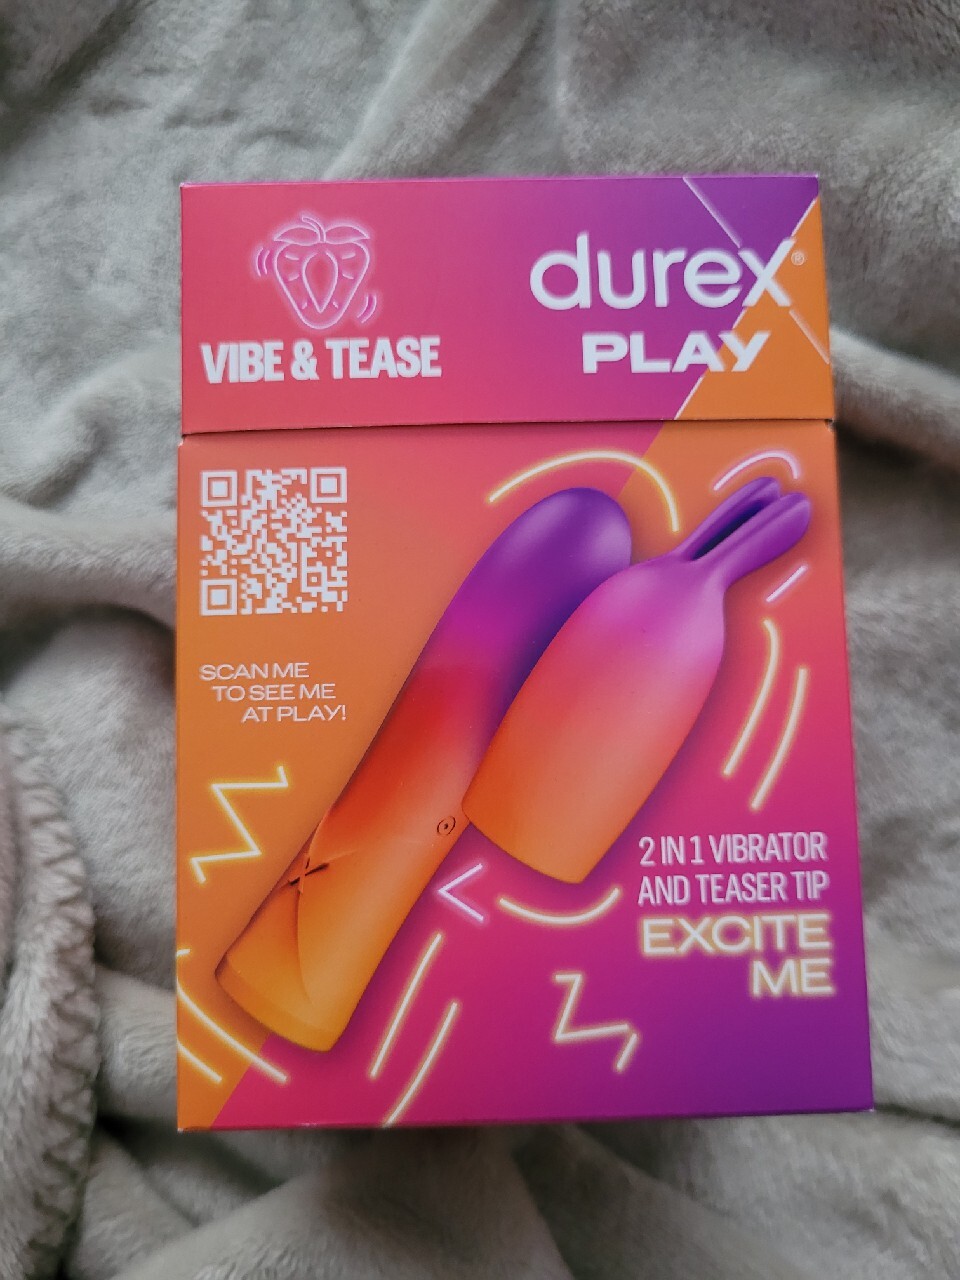 VIBE & TEASE
durex®
PLAY
SCAN ME
TO SEE ME
AT PLAY!
2 IN 1 VIBRATOR
AND TEASER TIP
EXCITE
ME